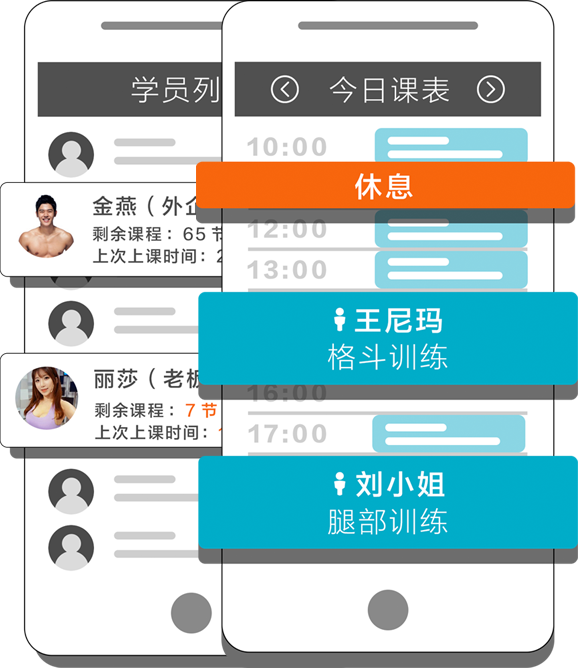 学员列
金燕（外企
剩余课程：65 节
上次上课时间：2
丽莎（老板
剩余课程：7 节
上次上课时间：
今日课表
10:00
休息
12:00
13:00
王尼玛
格斗训练
16:00
17:00
刘小姐
腿部训练